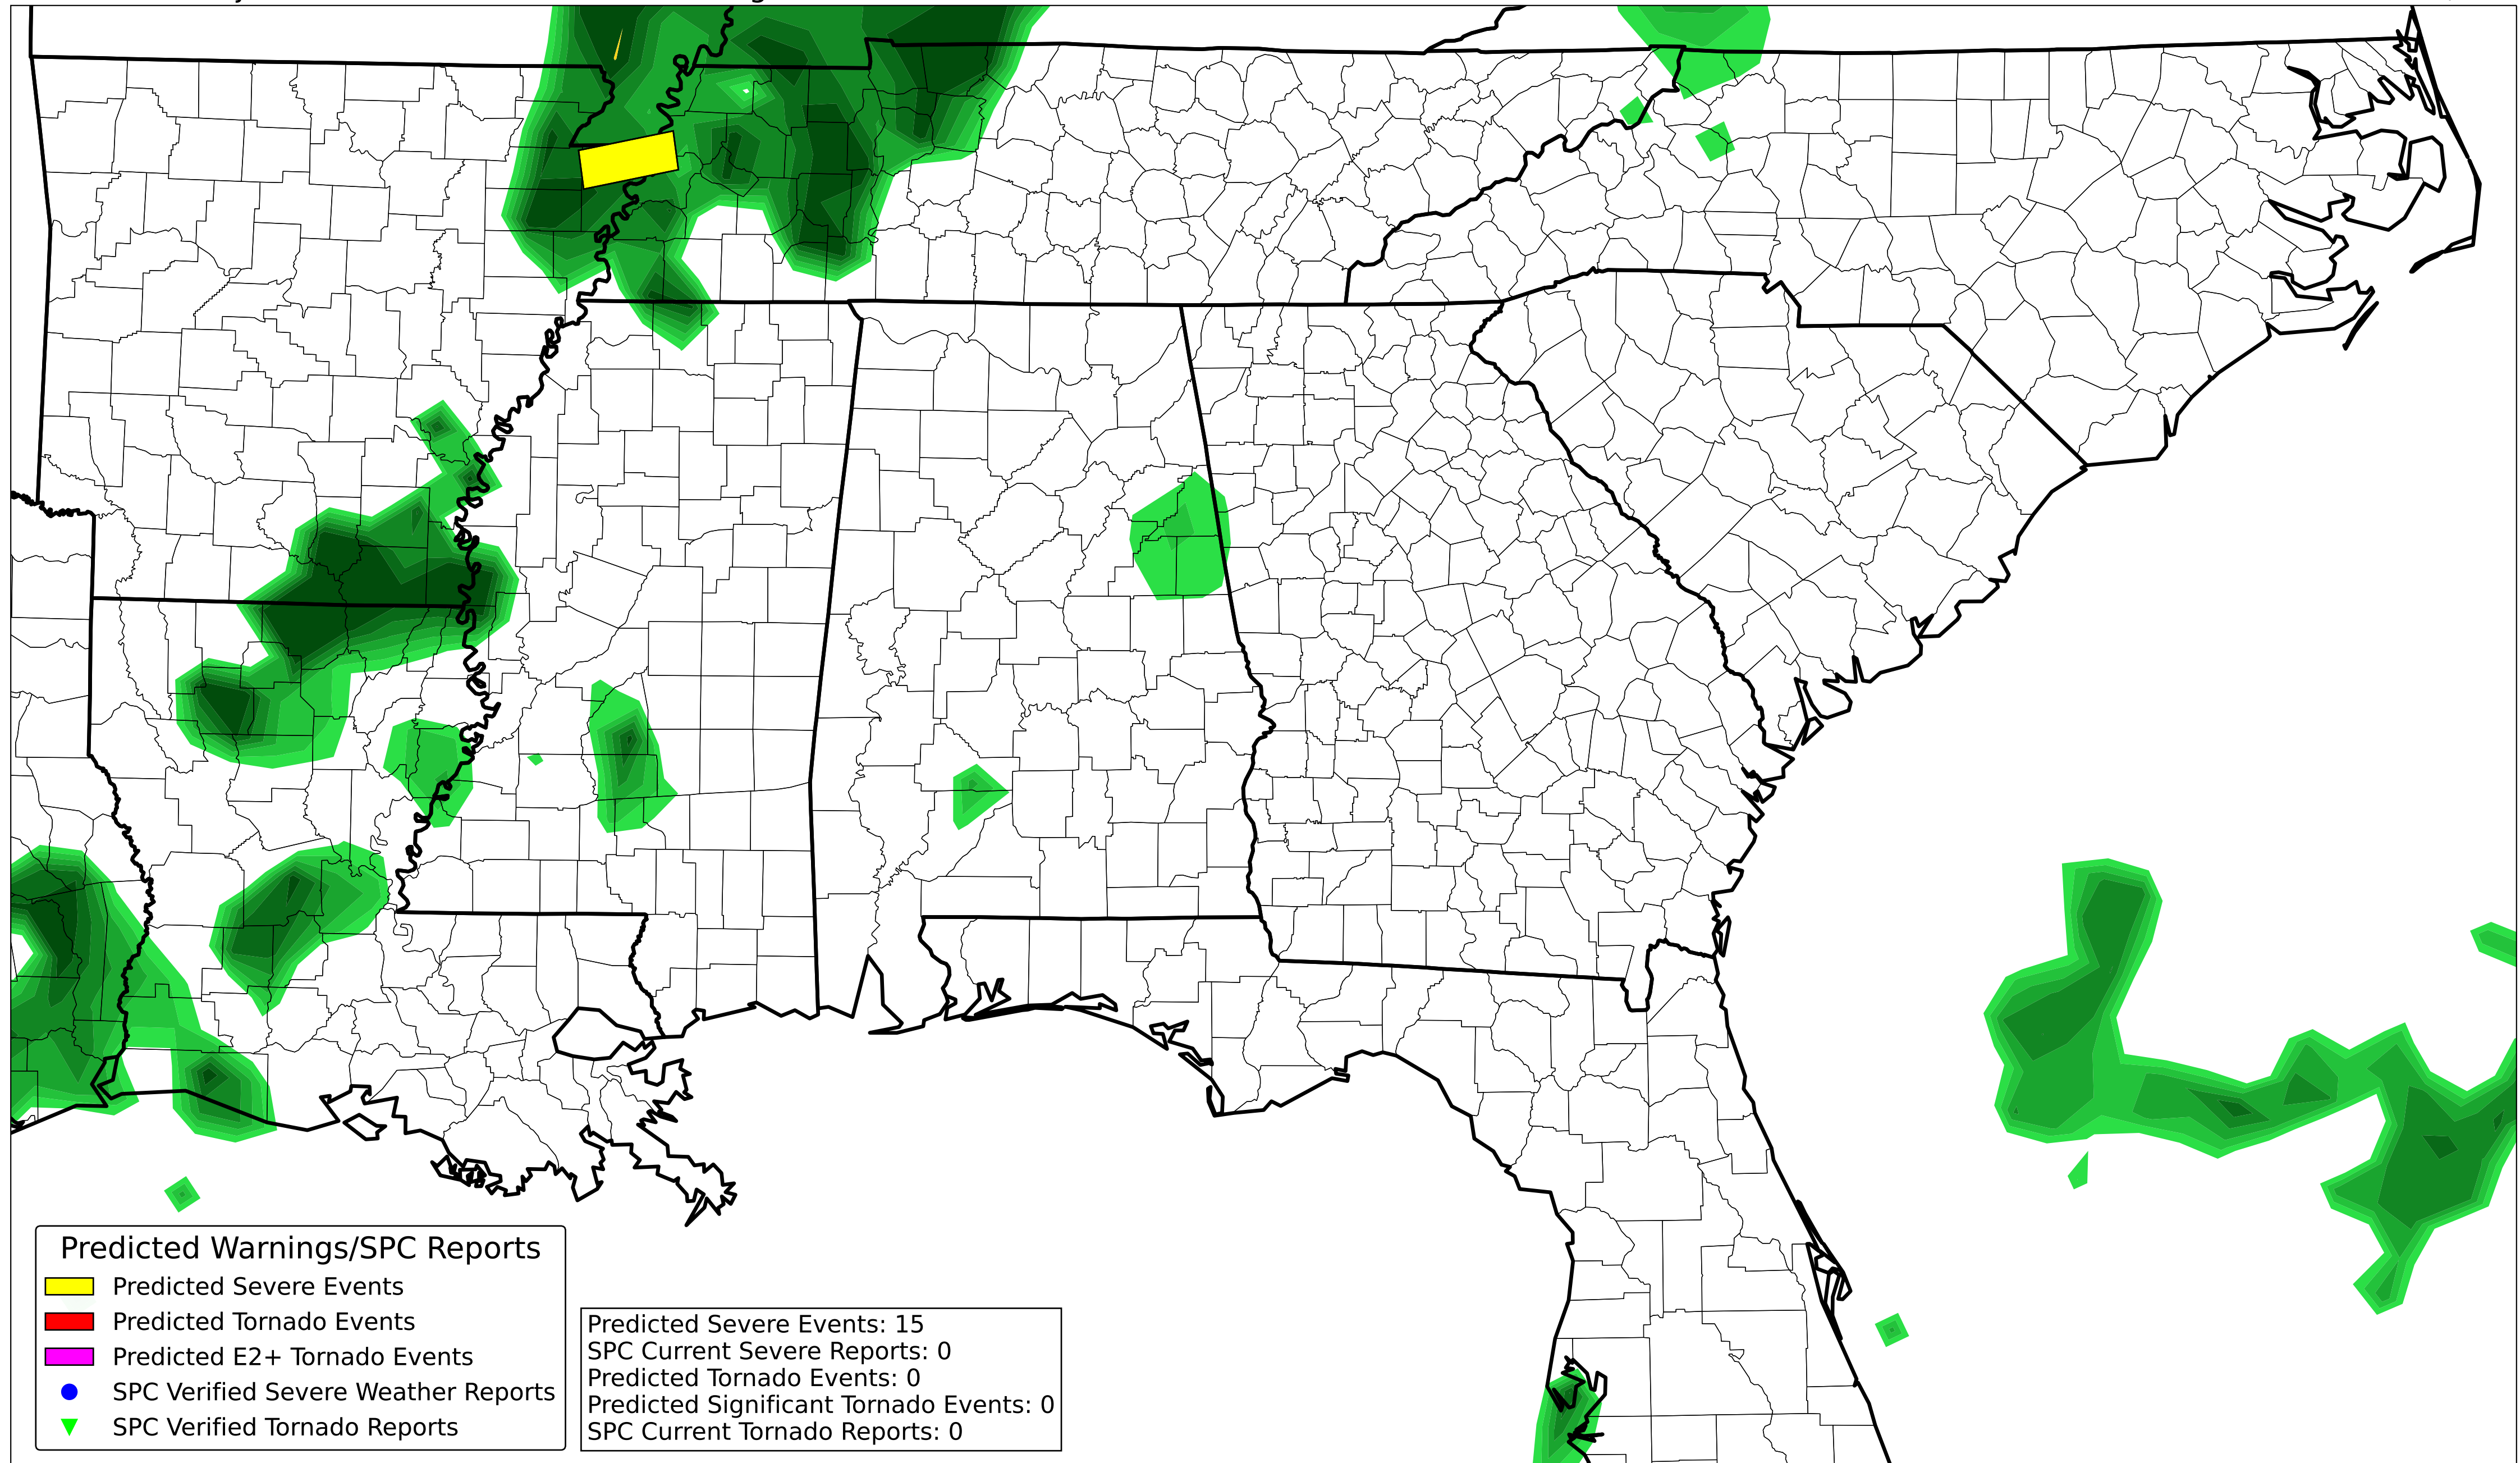 Predicted Warnings/SPC Reports
Predicted Severe Events
Predicted Tornado Events
Predicted E2+ Tornado Events
SPC Verified Severe Weather Reports
SPC Verified Tornado Reports
Predicted Severe Events: 15
SPC Current Severe Reports: 0
Predicted Tornado Events: 0
Predicted Significant Tornado Events: 0
SPC Current Tornado Reports: 0